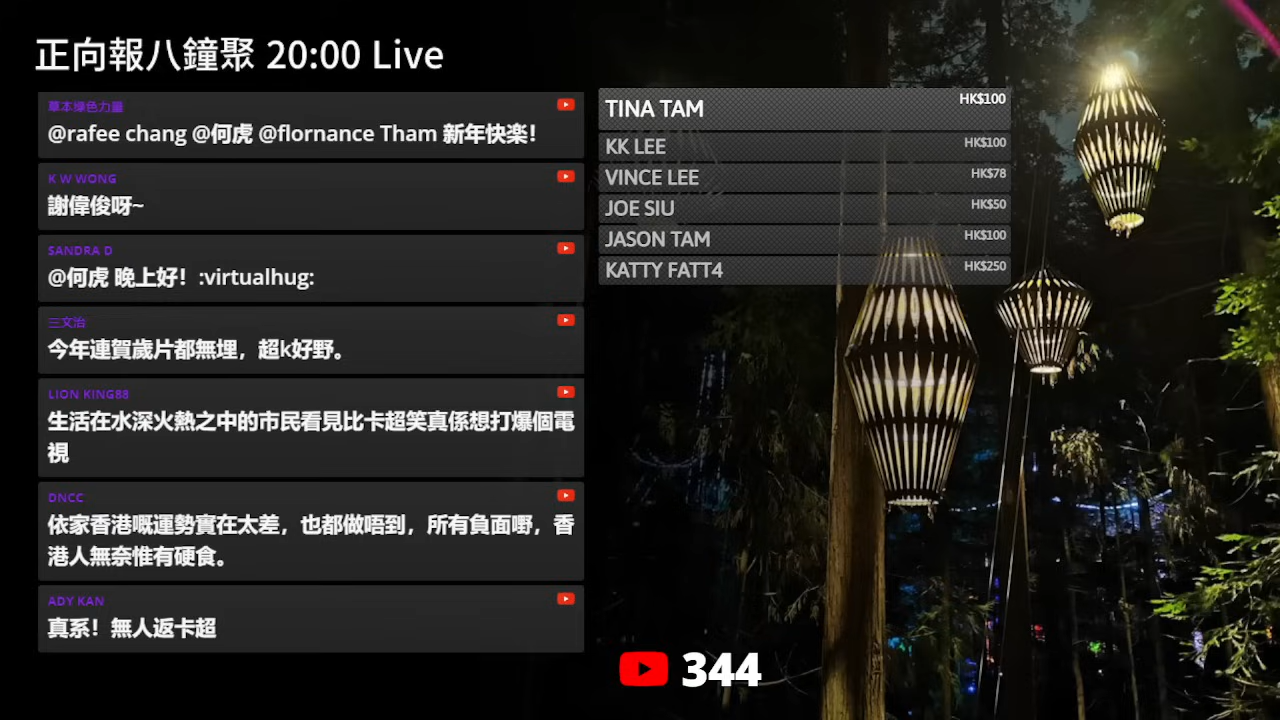 正向報八鐘聚 20:00 Live
草本綠色力量
@rafee chang @何虎 @flornance Tham 新年快楽!
K W WONG
謝偉俊呀~
SANDRA D
@何虎 晚上好！:virtualhug:
三文治
今年連賀歲片都無埋，超k好野。
LION KING88
生活在水深火熱之中的市民看見比卡超笑真係想打爆個電
視
DNCC
依家香港嘅運勢實在太差，也都做唔到，所有負面嘢，香
港人無奈惟有硬食。
ADY KAN
真系！無人返卡超
TINA TAM HK$100
KK LEE HK$100
VINCE LEE HK$78
JOE SIU HK$50
JASON TAM HK$100
KATTY FATT4 HK$250
344